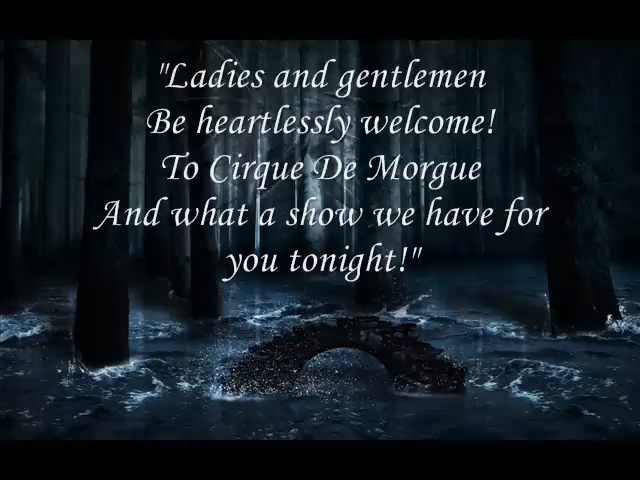 "Ladies and gentlemen
Be heartlessly welcome!
To Cirque De Morgue
And what a show we have for
you tonight!"